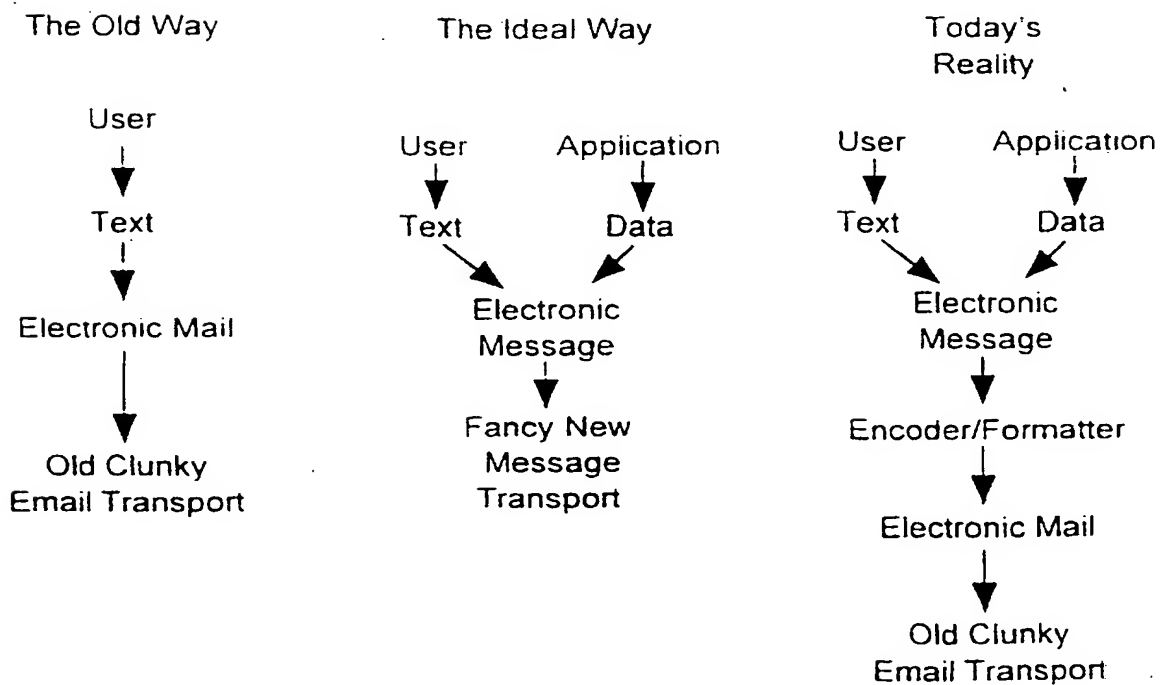 The Old Way
User
Text
Electronic Mail
Old Clunky
Email Transport
The Ideal Way
User
Application
Text
Data
Electronic
Message
Fancy New
Message
Transport
Today's
Reality
User
Application
Text
Data
Electronic
Message
Encoder/Formatter
Electronic Mail
Old Clunky
Email Transport